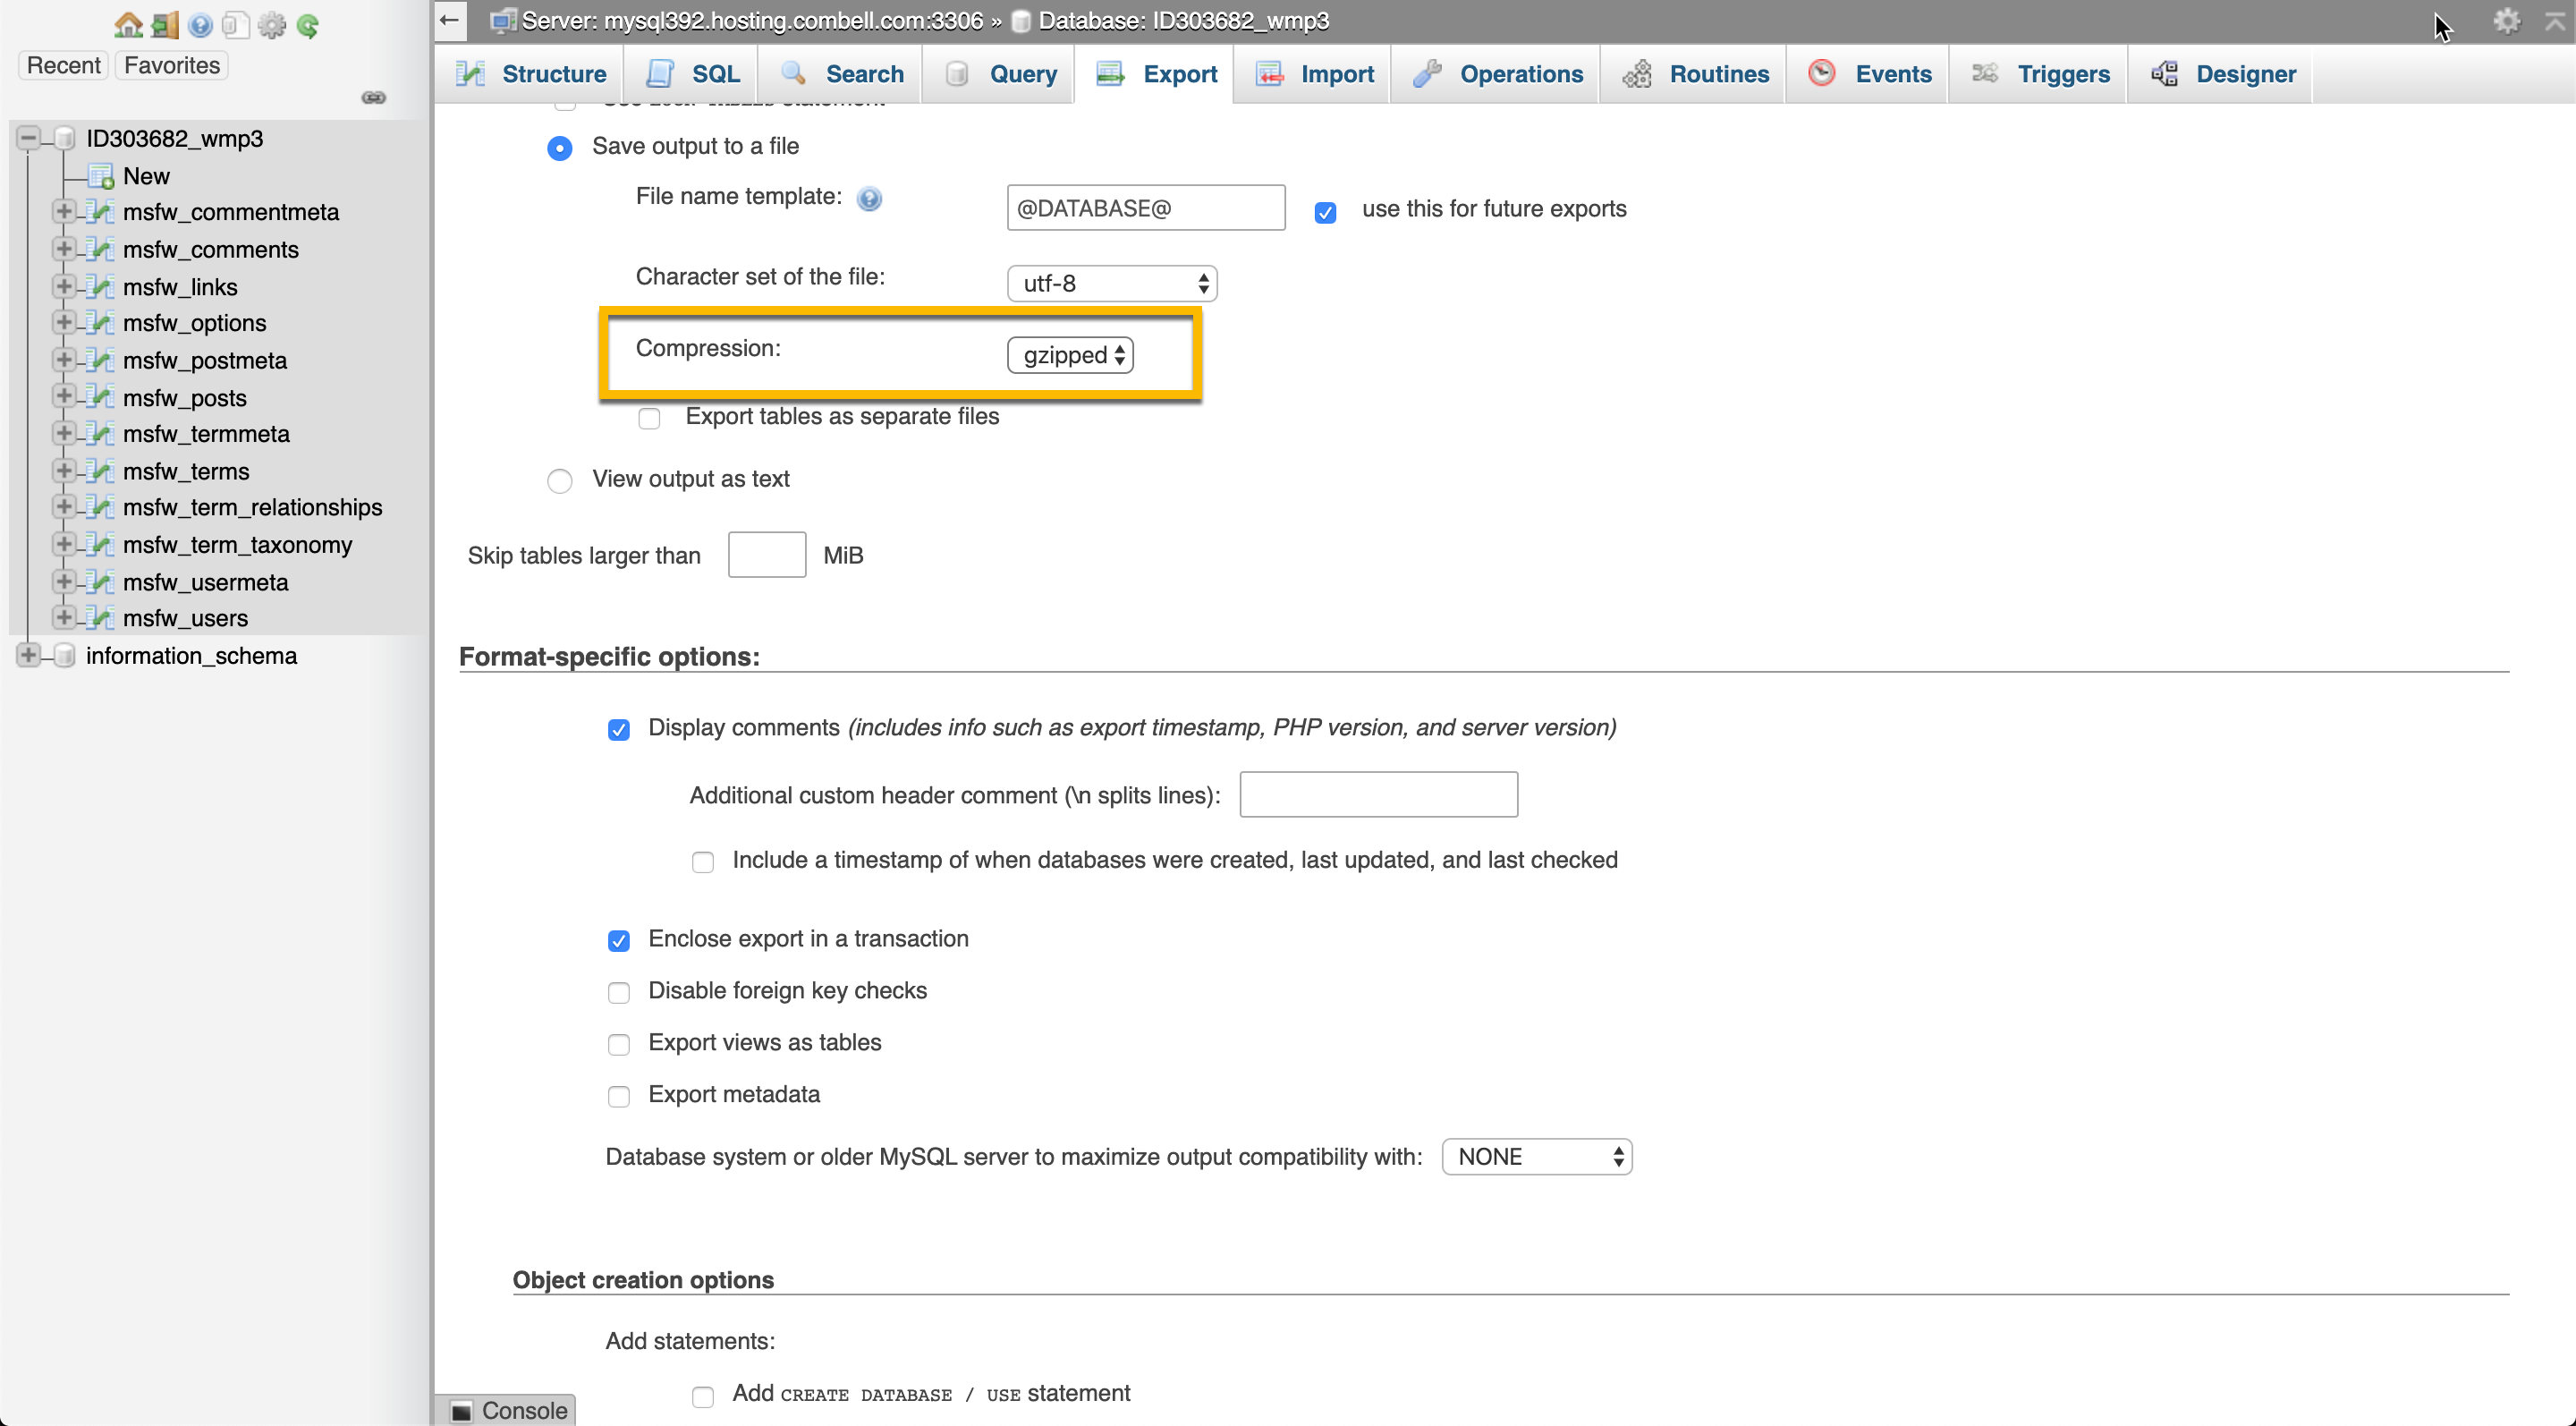 Server: mysql392.hosting.combell.com:3306 » Database: ID303682_wmp3
Recent Favorites
Structure SQL Search Query Export Import Operations Routines Events Triggers Designer
ID303682_wmp3
New
msfw_commentmeta
msfw_comments
msfw_links
msfw_options
msfw_postmeta
msfw_posts
msfw_termmeta
msfw_terms
msfw_term_relationships
msfw_term_taxonomy
msfw_usermeta
msfw_users
information_schema
Save output to a file
File name template: @DATABASE@ use this for future exports
Character set of the file: utf-8
Compression: gzipped
Export tables as separate files
View output as text
Skip tables larger than MiB
Format-specific options:
Display comments (includes info such as export timestamp, PHP version, and server version)
Additional custom header comment (\n splits lines):
Include a timestamp of when databases were created, last updated, and last checked
Enclose export in a transaction
Disable foreign key checks
Export views as tables
Export metadata
Database system or older MySQL server to maximize output compatibility with: NONE
Object creation options
Add statements:
Add CREATE DATABASE / USE statement
Console